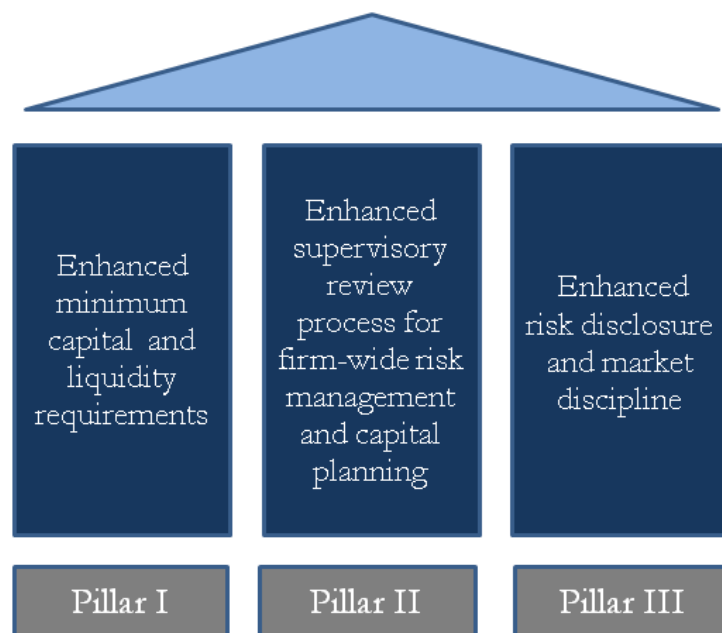 Enhanced
minimum
capital and
liquidity
requirements
Enhanced
supervisory
review
process for
firm-wide risk
management
and capital
planning
Enhanced
risk disclosure
and market
discipline
Pillar I
Pillar II
Pillar III